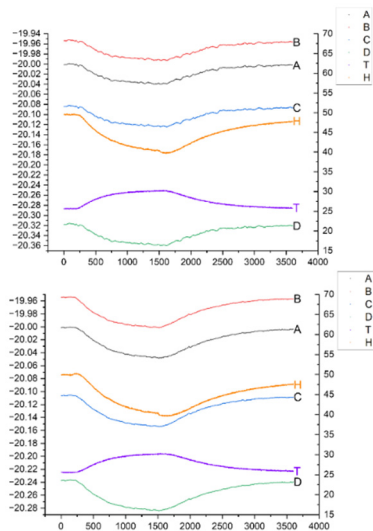 −19.94
−19.96
−19.98
−20.00
−20.02
−20.04
−20.06
−20.08
−20.10
−20.12
−20.14
−20.16
−20.18
−20.20
−20.22
−20.24
−20.26
−20.28
−20.30
−20.32
−20.34
−20.36
B
A
C
H
T
D
70
65
60
55
50
45
40
35
30
25
20
15
0 500 1000 1500 2000 2500 3000 3500 4000
A
B
C
D
T
H
−19.96
−19.98
−20.00
−20.02
−20.04
−20.06
−20.08
−20.10
−20.12
−20.14
−20.16
−20.18
−20.20
−20.22
−20.24
−20.26
−20.28
B
A
H
C
T
D
70
65
60
55
50
45
40
35
30
25
20
15
0 500 1000 1500 2000 2500 3000 3500 4000
A
B
C
D
T
H